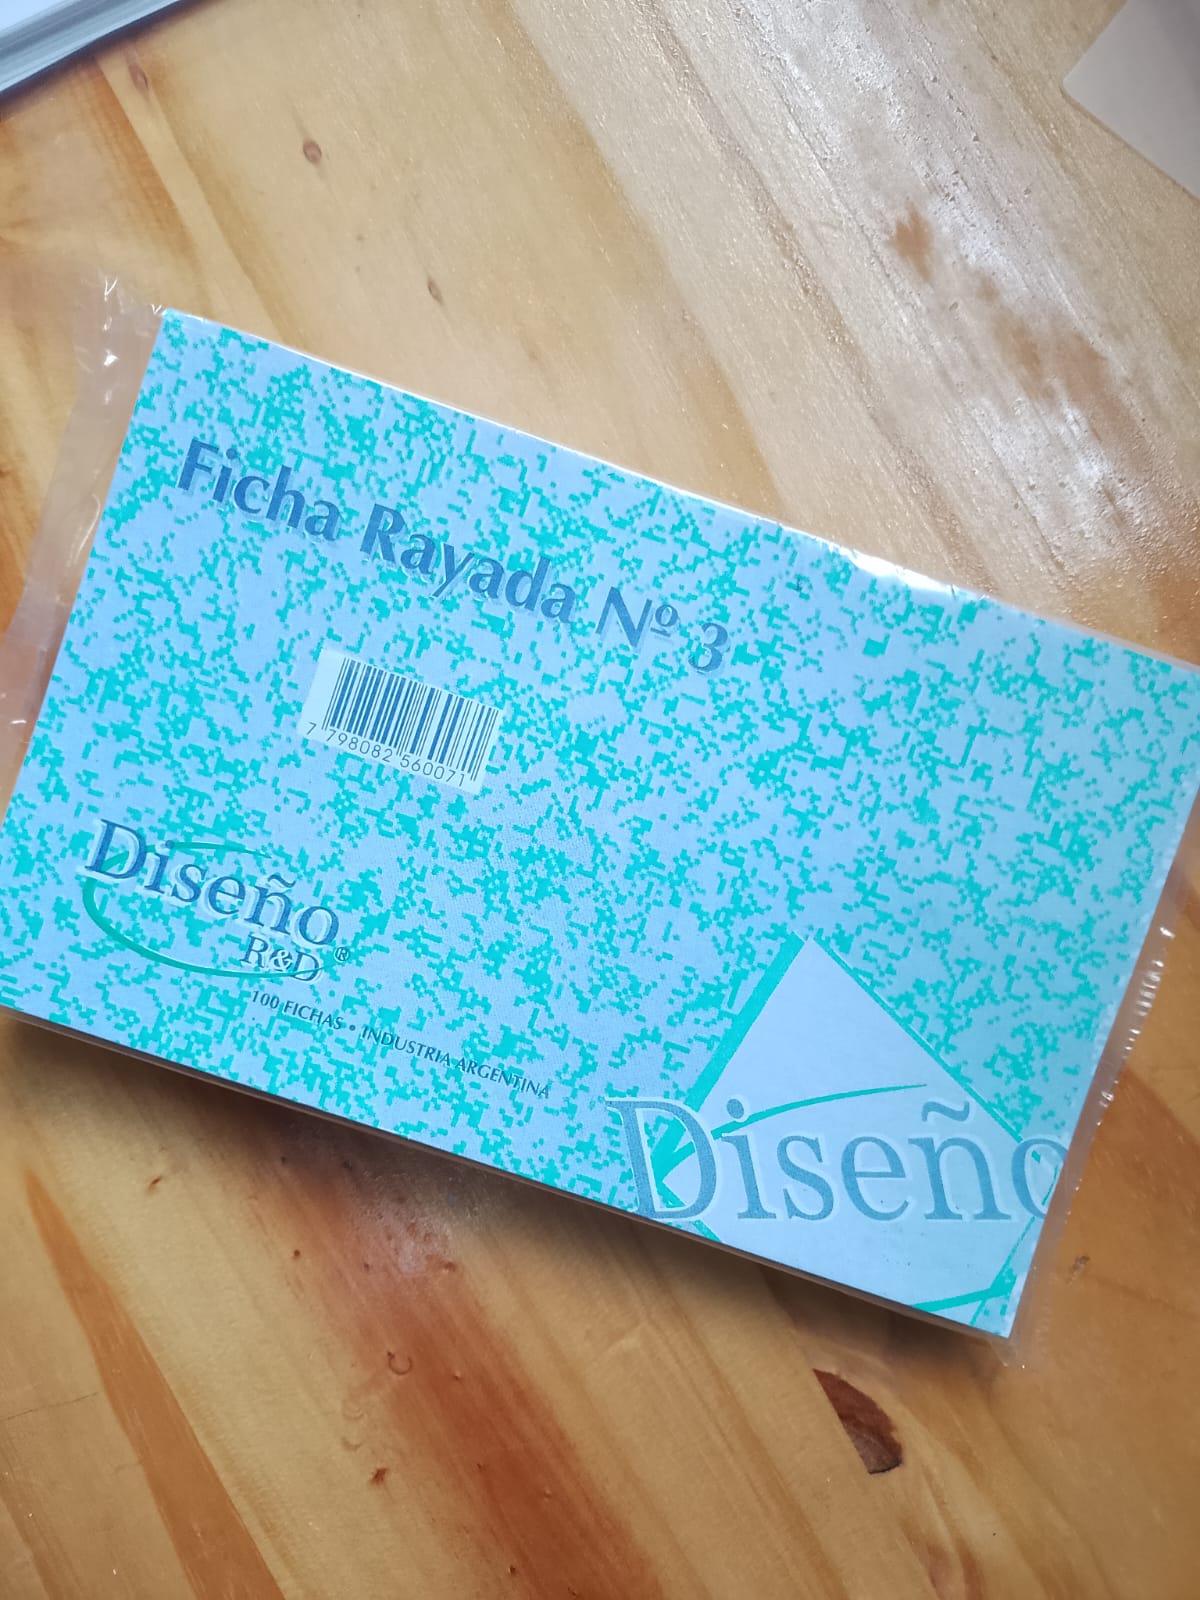 Ficha Rayada Nº 3
7 798082 560071
Diseño
R&D®
100 FICHAS • INDUSTRIA ARGENTINA
Diseño